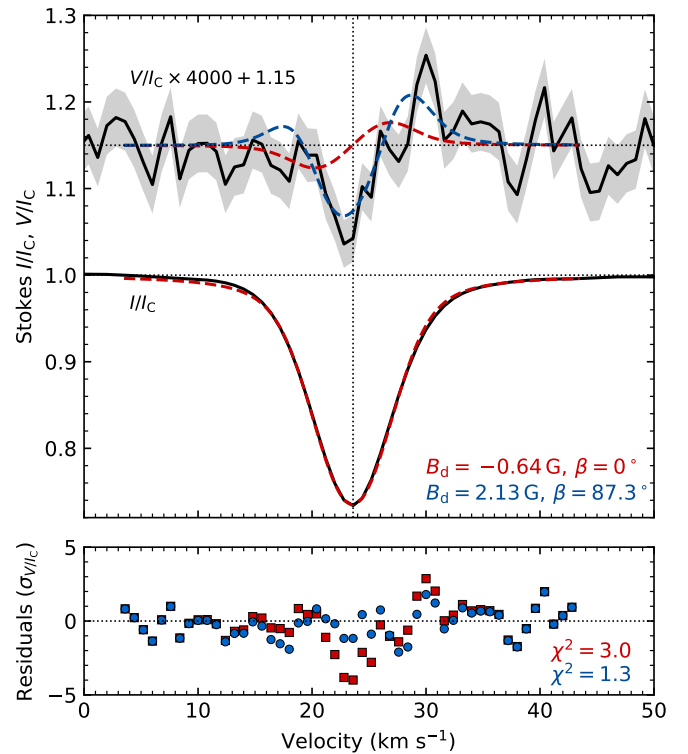 V/I_C × 4000 + 1.15
I/I_C
B_d = −0.64 G, β = 0°
B_d = 2.13 G, β = 87.3°
Stokes I/I_C, V/I_C
1.3
1.2
1.1
1.0
0.9
0.8
χ² = 3.0
χ² = 1.3
Residuals (σ_V/I_C)
5
0
−5
0 10 20 30 40 50
Velocity (km s⁻¹)